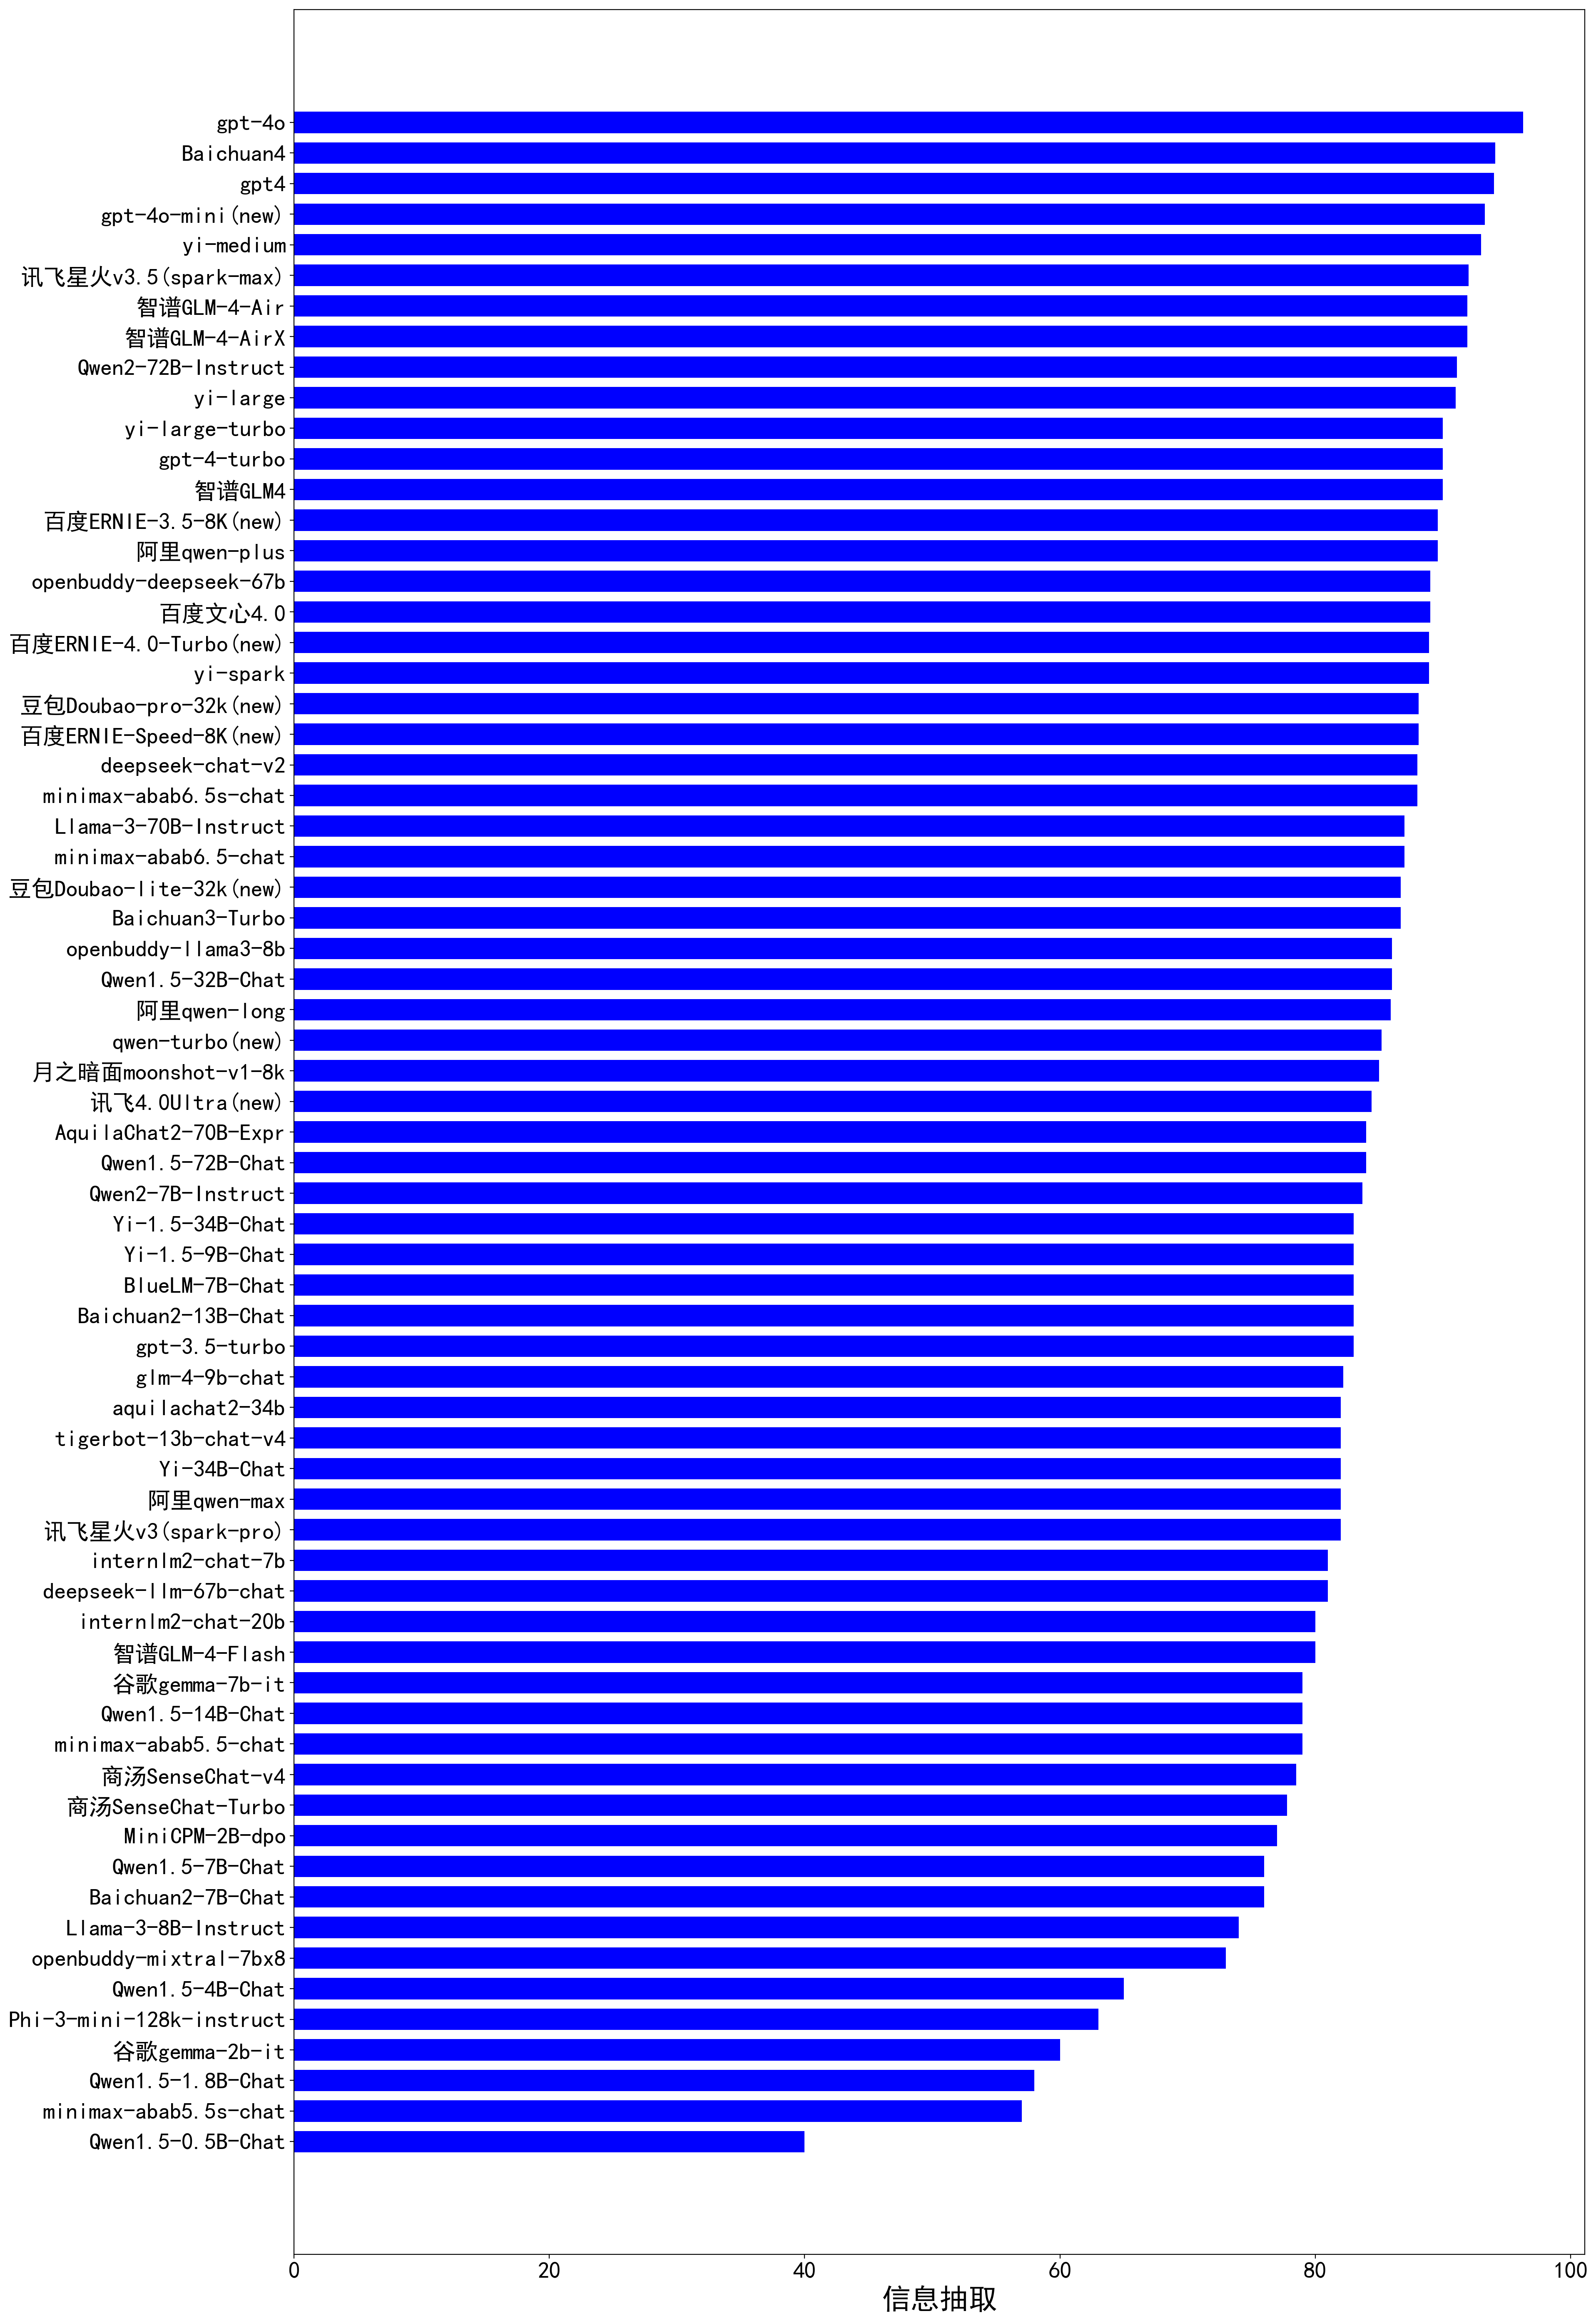 gpt-4o
Baichuan4
gpt4
gpt-4o-mini(new)
yi-medium
讯飞星火v3.5(spark-max)
智谱GLM-4-Air
智谱GLM-4-AirX
Qwen2-72B-Instruct
yi-large
yi-large-turbo
gpt-4-turbo
智谱GLM4
百度ERNIE-3.5-8K(new)
阿里qwen-plus
openbuddy-deepseek-67b
百度文心4.0
百度ERNIE-4.0-Turbo(new)
yi-spark
豆包Doubao-pro-32k(new)
百度ERNIE-Speed-8K(new)
deepseek-chat-v2
minimax-abab6.5s-chat
Llama-3-70B-Instruct
minimax-abab6.5-chat
豆包Doubao-lite-32k(new)
Baichuan3-Turbo
openbuddy-llama3-8b
Qwen1.5-32B-Chat
阿里qwen-long
qwen-turbo(new)
月之暗面moonshot-v1-8k
讯飞4.0Ultra(new)
AquilaChat2-70B-Expr
Qwen1.5-72B-Chat
Qwen2-7B-Instruct
Yi-1.5-34B-Chat
Yi-1.5-9B-Chat
BlueLM-7B-Chat
Baichuan2-13B-Chat
gpt-3.5-turbo
glm-4-9b-chat
aquilachat2-34b
tigerbot-13b-chat-v4
Yi-34B-Chat
阿里qwen-max
讯飞星火v3(spark-pro)
internlm2-chat-7b
deepseek-llm-67b-chat
internlm2-chat-20b
智谱GLM-4-Flash
谷歌gemma-7b-it
Qwen1.5-14B-Chat
minimax-abab5.5-chat
商汤SenseChat-v4
商汤SenseChat-Turbo
MiniCPM-2B-dpo
Qwen1.5-7B-Chat
Baichuan2-7B-Chat
Llama-3-8B-Instruct
openbuddy-mixtral-7bx8
Qwen1.5-4B-Chat
Phi-3-mini-128k-instruct
谷歌gemma-2b-it
Qwen1.5-1.8B-Chat
minimax-abab5.5s-chat
Qwen1.5-0.5B-Chat
0 20 40 60 80 100
信息抽取